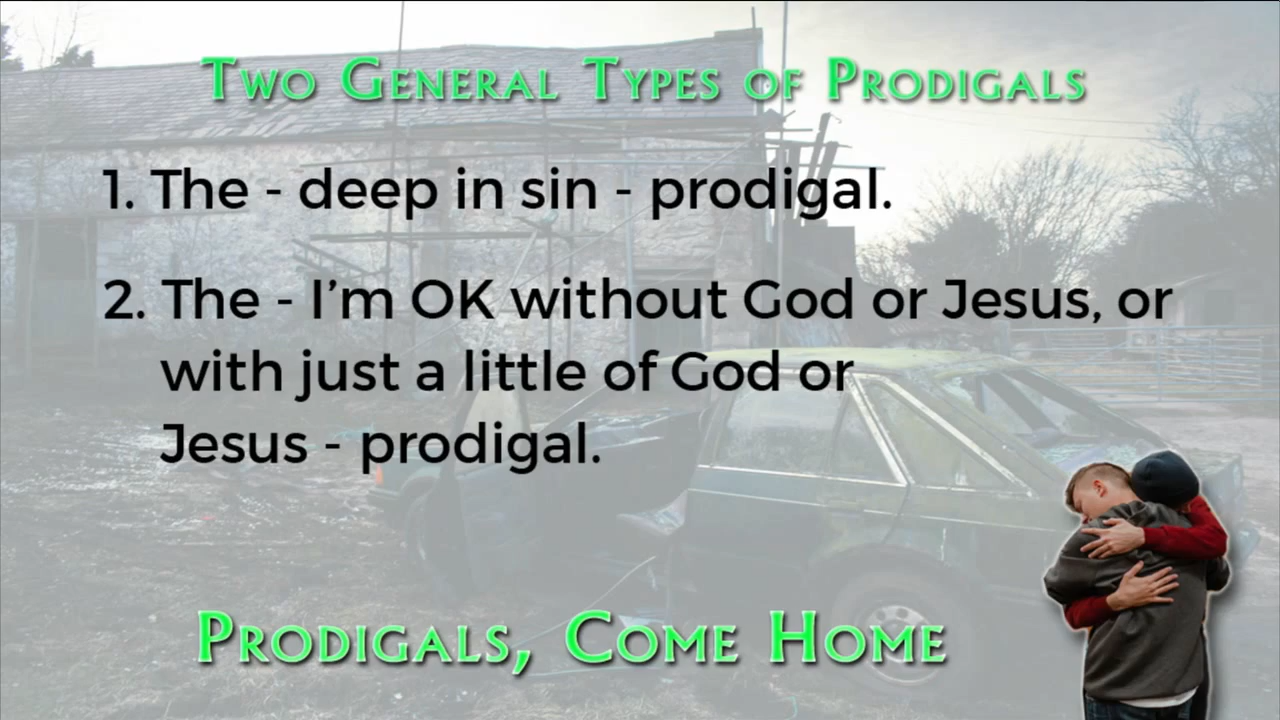 Two General Types of Prodigals
1. The - deep in sin - prodigal.
2. The - I’m OK without God or Jesus, or
with just a little of God or
Jesus - prodigal.
Prodigals, Come Home